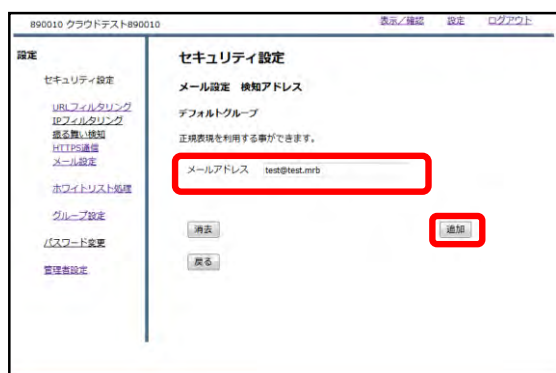 890010 クラウドテスト890010
表示／確認 設定 ログアウト
設定
セキュリティ設定
URLフィルタリング
IPフィルタリング
振る舞い検知
HTTPS通信
メール設定
ホワイトリスト処理
グループ設定
パスワード変更
管理者設定
セキュリティ設定
メール設定 検知アドレス
デフォルトグループ
正規表現を利用する事ができます。
メールアドレス test@test.mrb
消去 追加
戻る